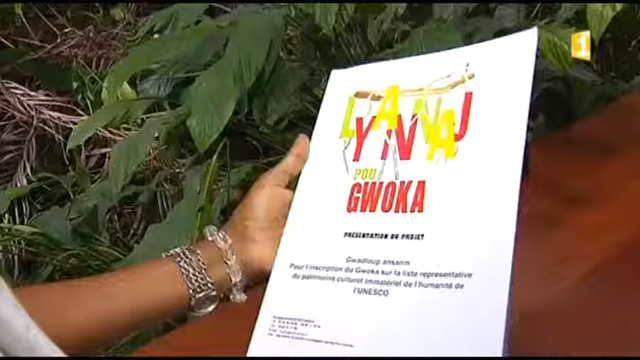 1
LYANNAJ
POU
GWOKA
PRÉSENTATION DU PROJET
Gwadloup ansanm
Pour l'inscription du Gwoka sur la liste représentative
du patrimoine culturel immatériel de l'humanité de
l'UNESCO